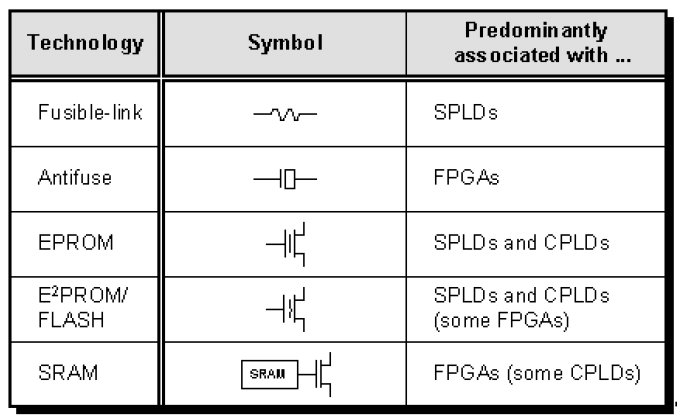 Technology Symbol Predominantly
associated with ...
Fusible-link SPLDs
Antifuse FPGAs
EPROM SPLDs and CPLDs
E²PROM/ SPLDs and CPLDs
FLASH (some FPGAs)
SRAM SRAM FPGAs (some CPLDs)